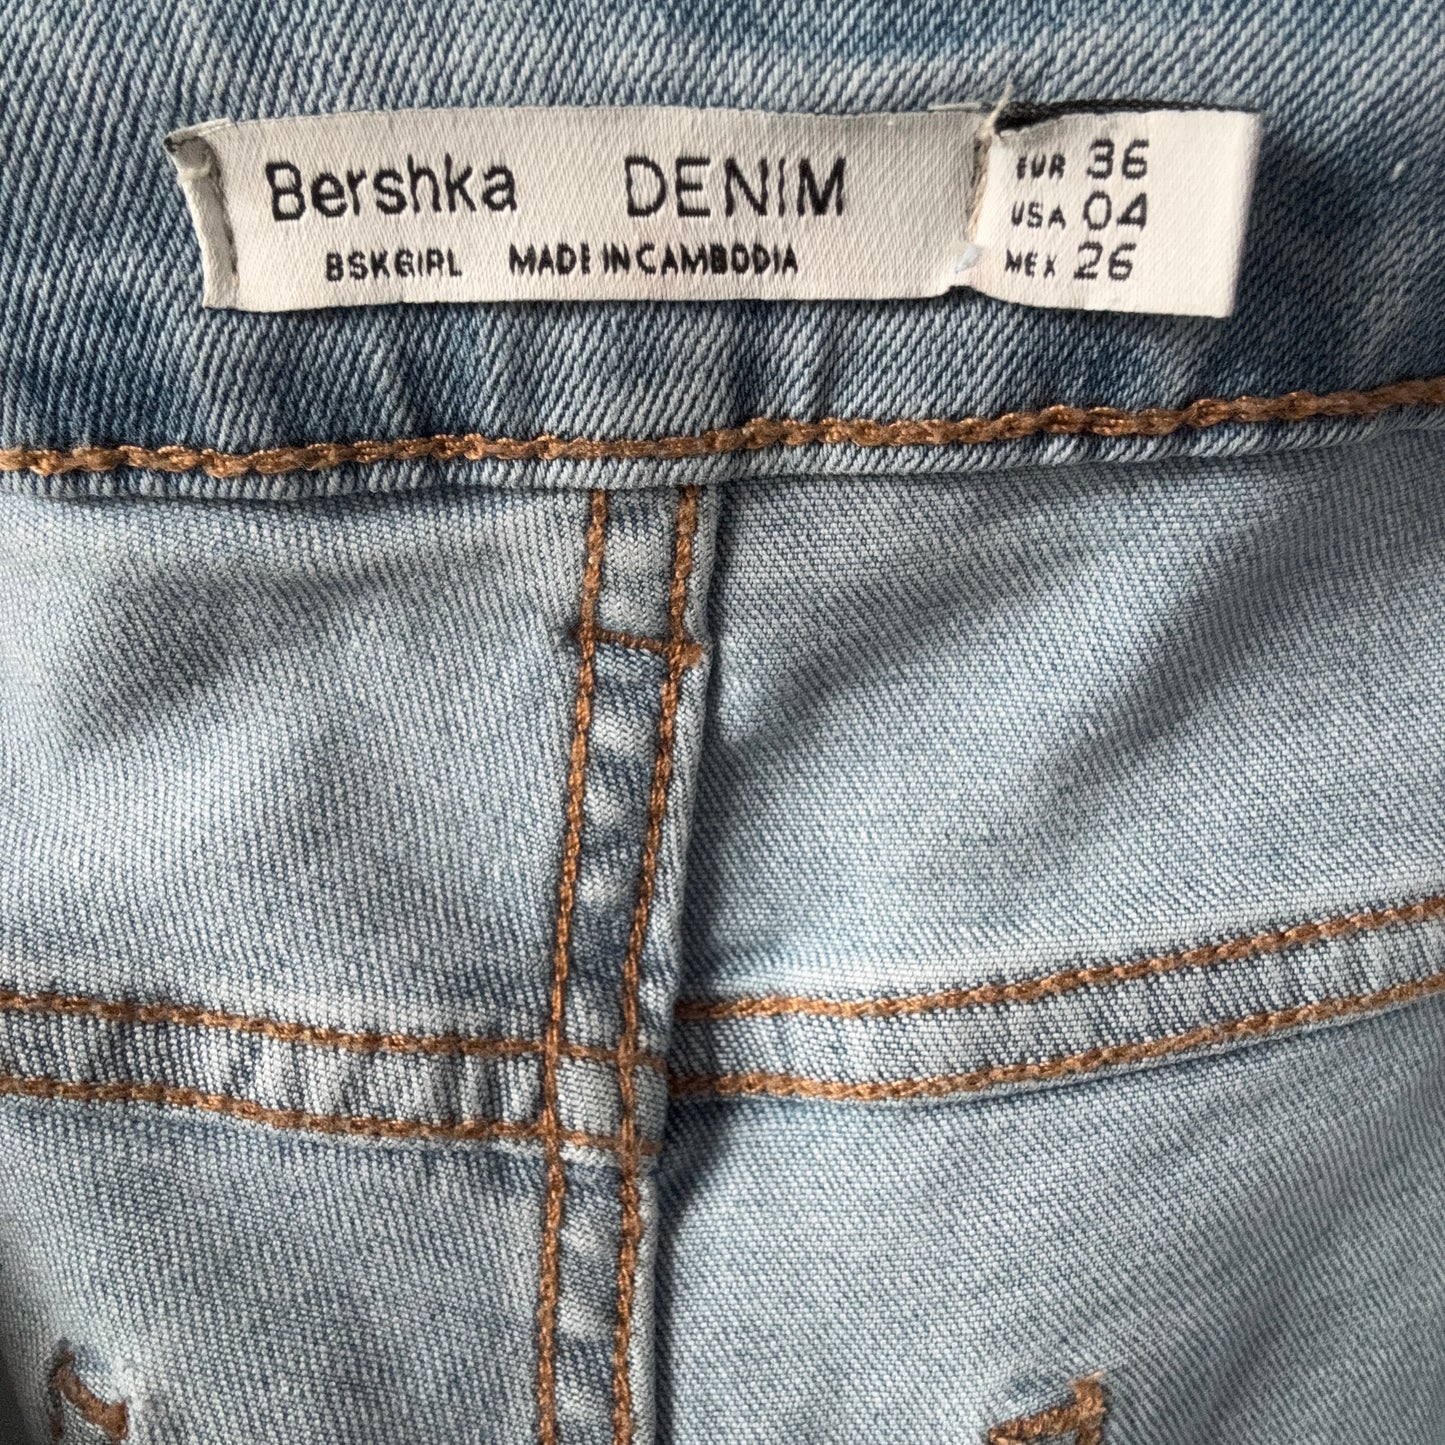 Bershka DENIM
BSKGIRL MADE IN CAMBODIA
EUR 36
USA 04
MEX 26